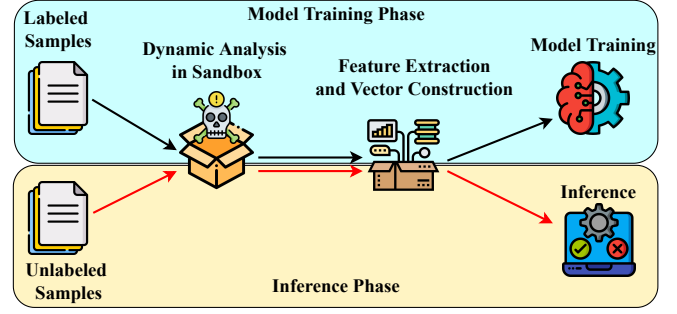 Model Training Phase
Labeled
Samples
Dynamic Analysis
in Sandbox
Feature Extraction
and Vector Construction
Model Training
Unlabeled
Samples
Inference
Inference Phase